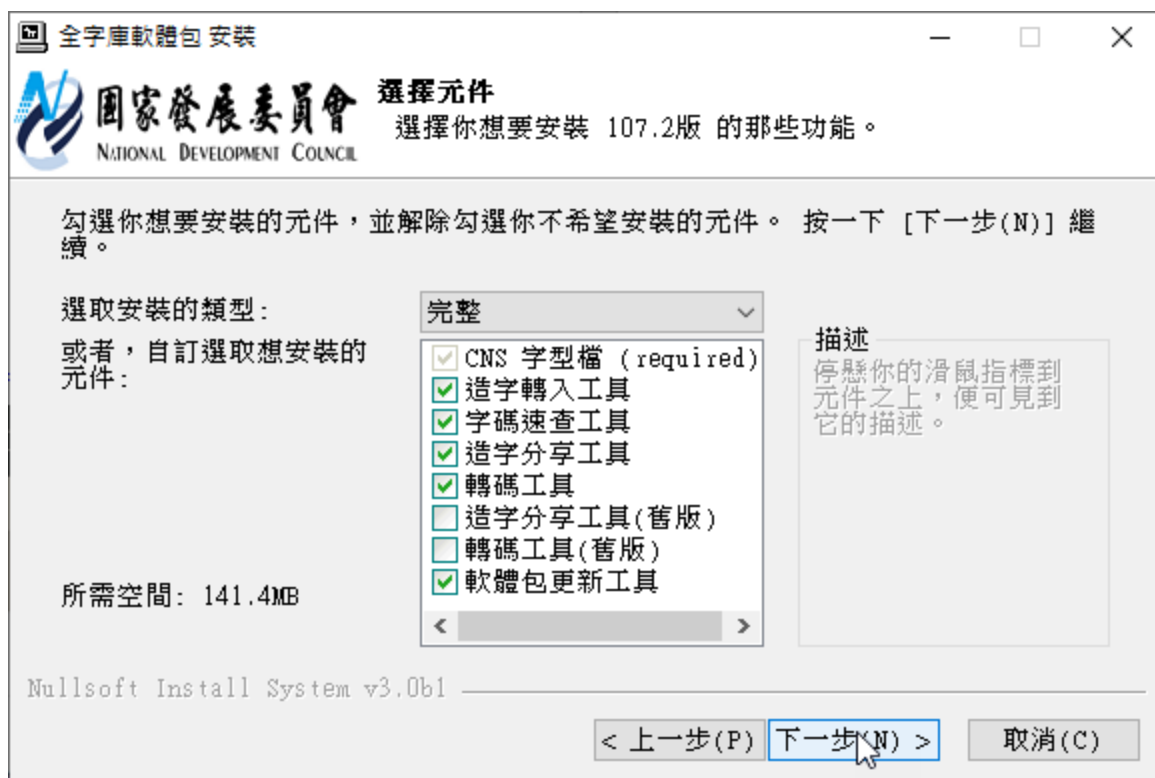 全字庫軟體包 安裝
國家發展委員會
NATIONAL DEVELOPMENT COUNCIL
選擇元件
選擇你想要安裝 107.2版 的那些功能。
勾選你想要安裝的元件，並解除勾選你不希望安裝的元件。 按一下 [下一步(N)] 繼
續。
選取安裝的類型:
完整
或者，自訂選取想安裝的
元件:
CNS 字型檔 (required)
造字轉入工具
字碼速查工具
造字分享工具
轉碼工具
造字分享工具(舊版)
轉碼工具(舊版)
軟體包更新工具
描述
停懸你的滑鼠指標到
元件之上，便可見到
它的描述。
所需空間: 141.4MB
Nullsoft Install System v3.0b1
< 上一步(P)
下一步(N) >
取消(C)